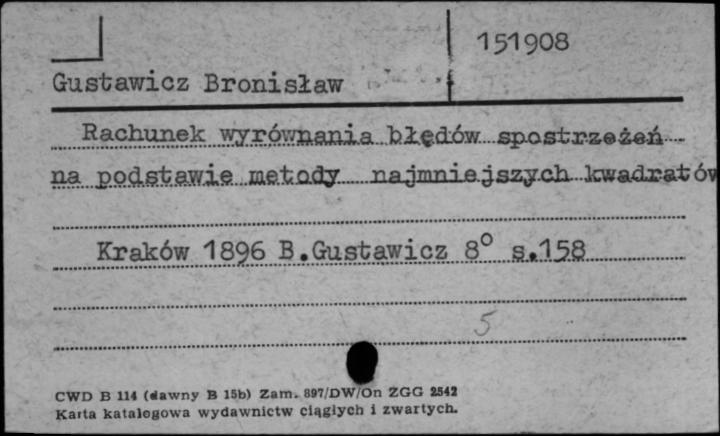 151908
Gustawicz Bronisław
Rachunek wyrównania błędów spostrzeżeń
na podstawie metody najmniejszych kwadratów
Kraków 1896 B.Gustawicz 8° s.158
5
CWD B 114 (dawny B 15b) Zam. 897/DW/On ZGG 2542
Karta katalogowa wydawnictw ciągłych i zwartych.